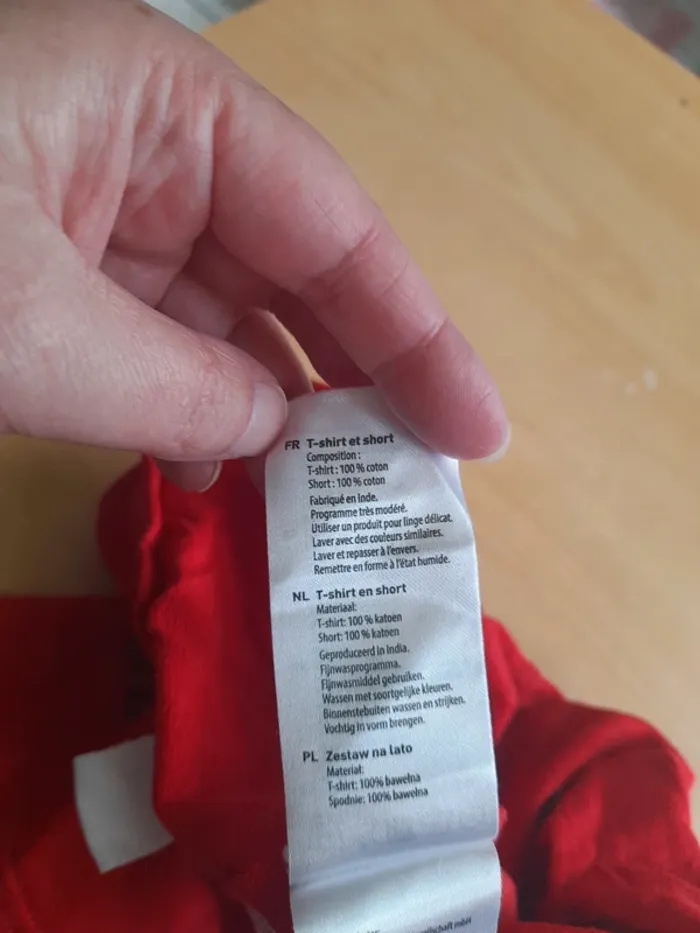 FR T-shirt et short
Composition :
T-shirt : 100 % coton
Short : 100 % coton
Fabriqué en Inde.
Programme très modéré.
Utiliser un produit pour linge délicat.
Laver avec des couleurs similaires.
Laver et repasser à l'envers.
Remettre en forme à l'état humide.
NL T-shirt en short
Materiaal:
T-shirt: 100 % katoen
Short: 100 % katoen
Geproduceerd in India.
Fijnwasprogramma.
Fijnwasmiddel gebruiken.
Wassen met soortgelijke kleuren.
Binnenstebuiten wassen en strijken.
Vochtig in vorm brengen.
PL Zestaw na lato
Materiał:
T-shirt: 100% bawełna
Spodnie: 100% bawełna